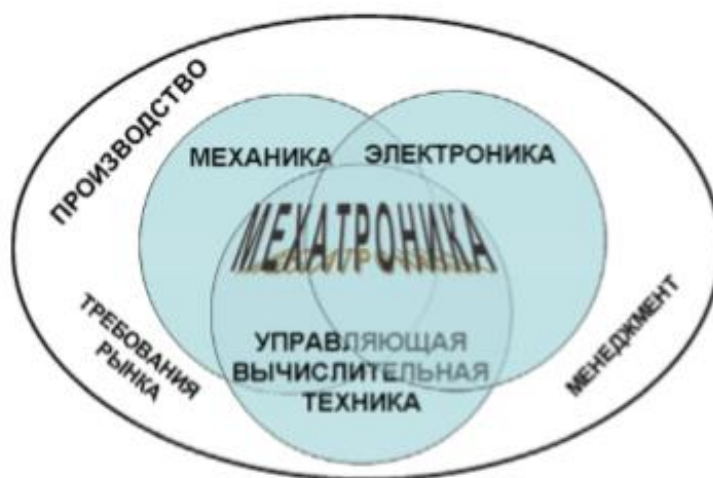 ПРОИЗВОДСТВО
МЕХАНИКА
ЭЛЕКТРОНИКА
МЕХАТРОНИКА
УПРАВЛЯЮЩАЯ
ВЫЧИСЛИТЕЛЬНАЯ
ТЕХНИКА
ТРЕБОВАНИЯ
РЫНКА
МЕНЕДЖМЕНТ